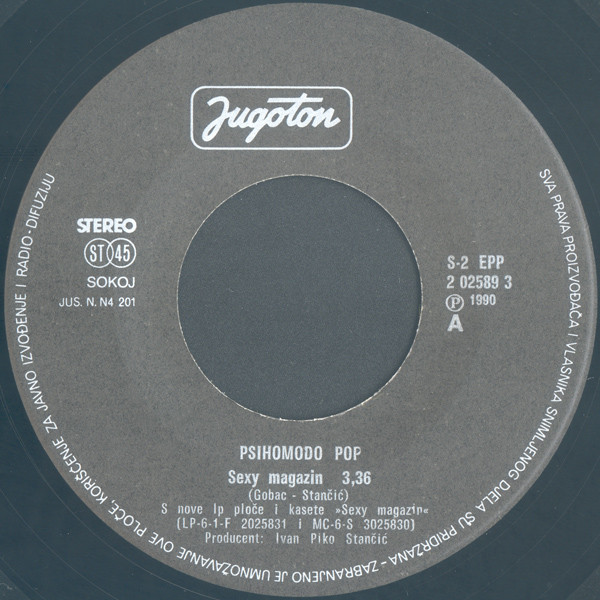 Jugoton
STEREO
ST 45
SOKOJ
JUS. N. N4 201
S-2 EPP
2 02589 3
Ⓟ 1990
A
PSIHOMODO POP
Sexy magazin 3,36
(Gobac - Stančić)
S nove lp ploče i kasete »Sexy magazin«
(LP-6-1-F 2025831 i MC-6-S 3025830)
Producent: Ivan Piko Stančić
SVA PRAVA PROIZVOĐAČA I VLASNIKA SNIMLJENOG DJELA SU PRIDRŽANA - ZABRANJENO JE UMNOŽAVANJE OVE PLOČE, KORIŠĆENJE ZA JAVNO IZVOĐENJE I RADIO-DIFUZIJU